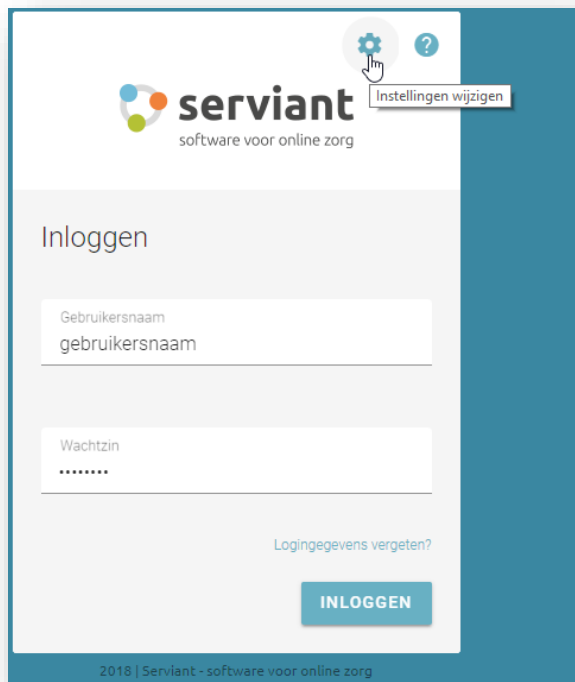 ?
serviant
Instellingen wijzigen
software voor online zorg
Inloggen
Gebruikersnaam
gebruikersnaam
Wachtzin
••••••••
Logingegevens vergeten?
INLOGGEN
2018 | Serviant - software voor online zorg